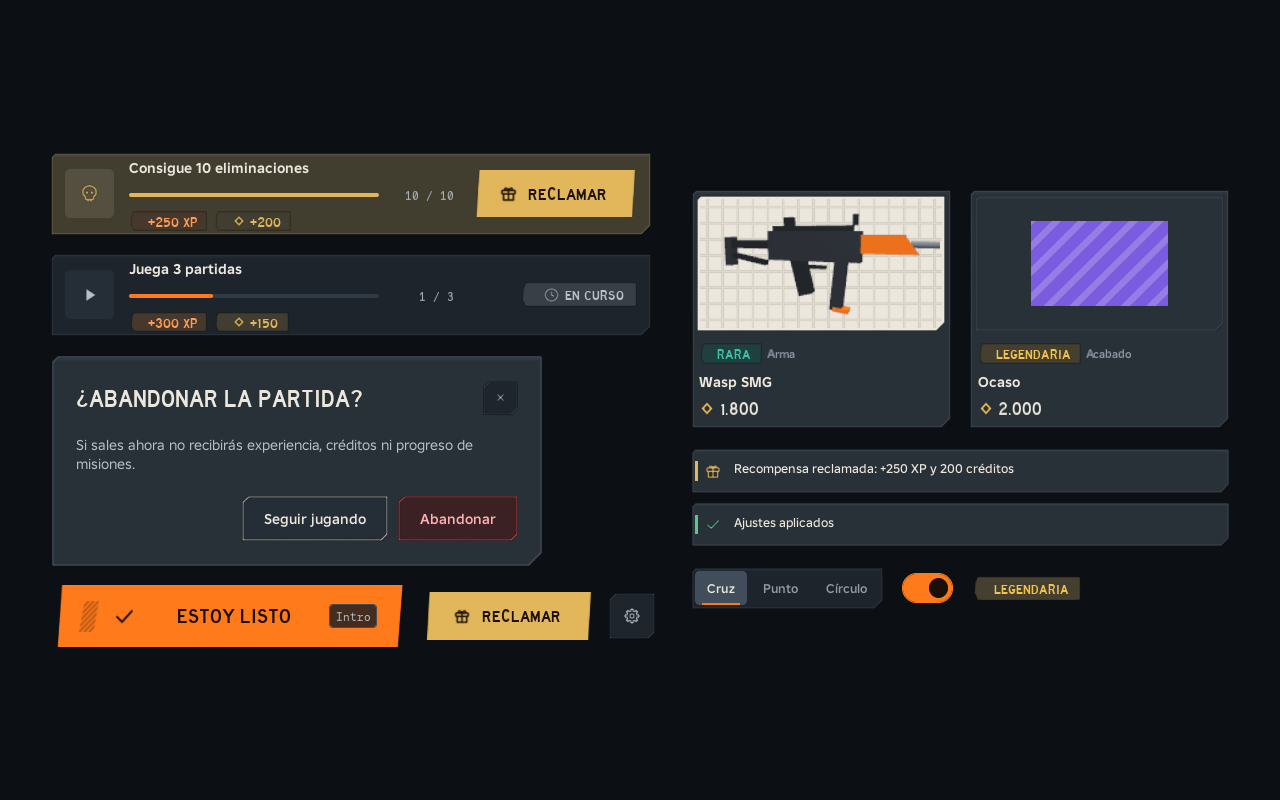 Consigue 10 eliminaciones
10 / 10
RECLAMAR
+250 XP
+200
Juega 3 partidas
1 / 3
EN CURSO
+300 XP
+150
¿ABANDONAR LA PARTIDA?
Si sales ahora no recibirás experiencia, créditos ni progreso de
misiones.
Seguir jugando
Abandonar
ESTOY LISTO
Intro
RECLAMAR
RARA
Arma
Wasp SMG
1.800
LEGENDARIA
Acabado
Ocaso
2.000
Recompensa reclamada: +250 XP y 200 créditos
Ajustes aplicados
Cruz
Punto
Círculo
LEGENDARIA